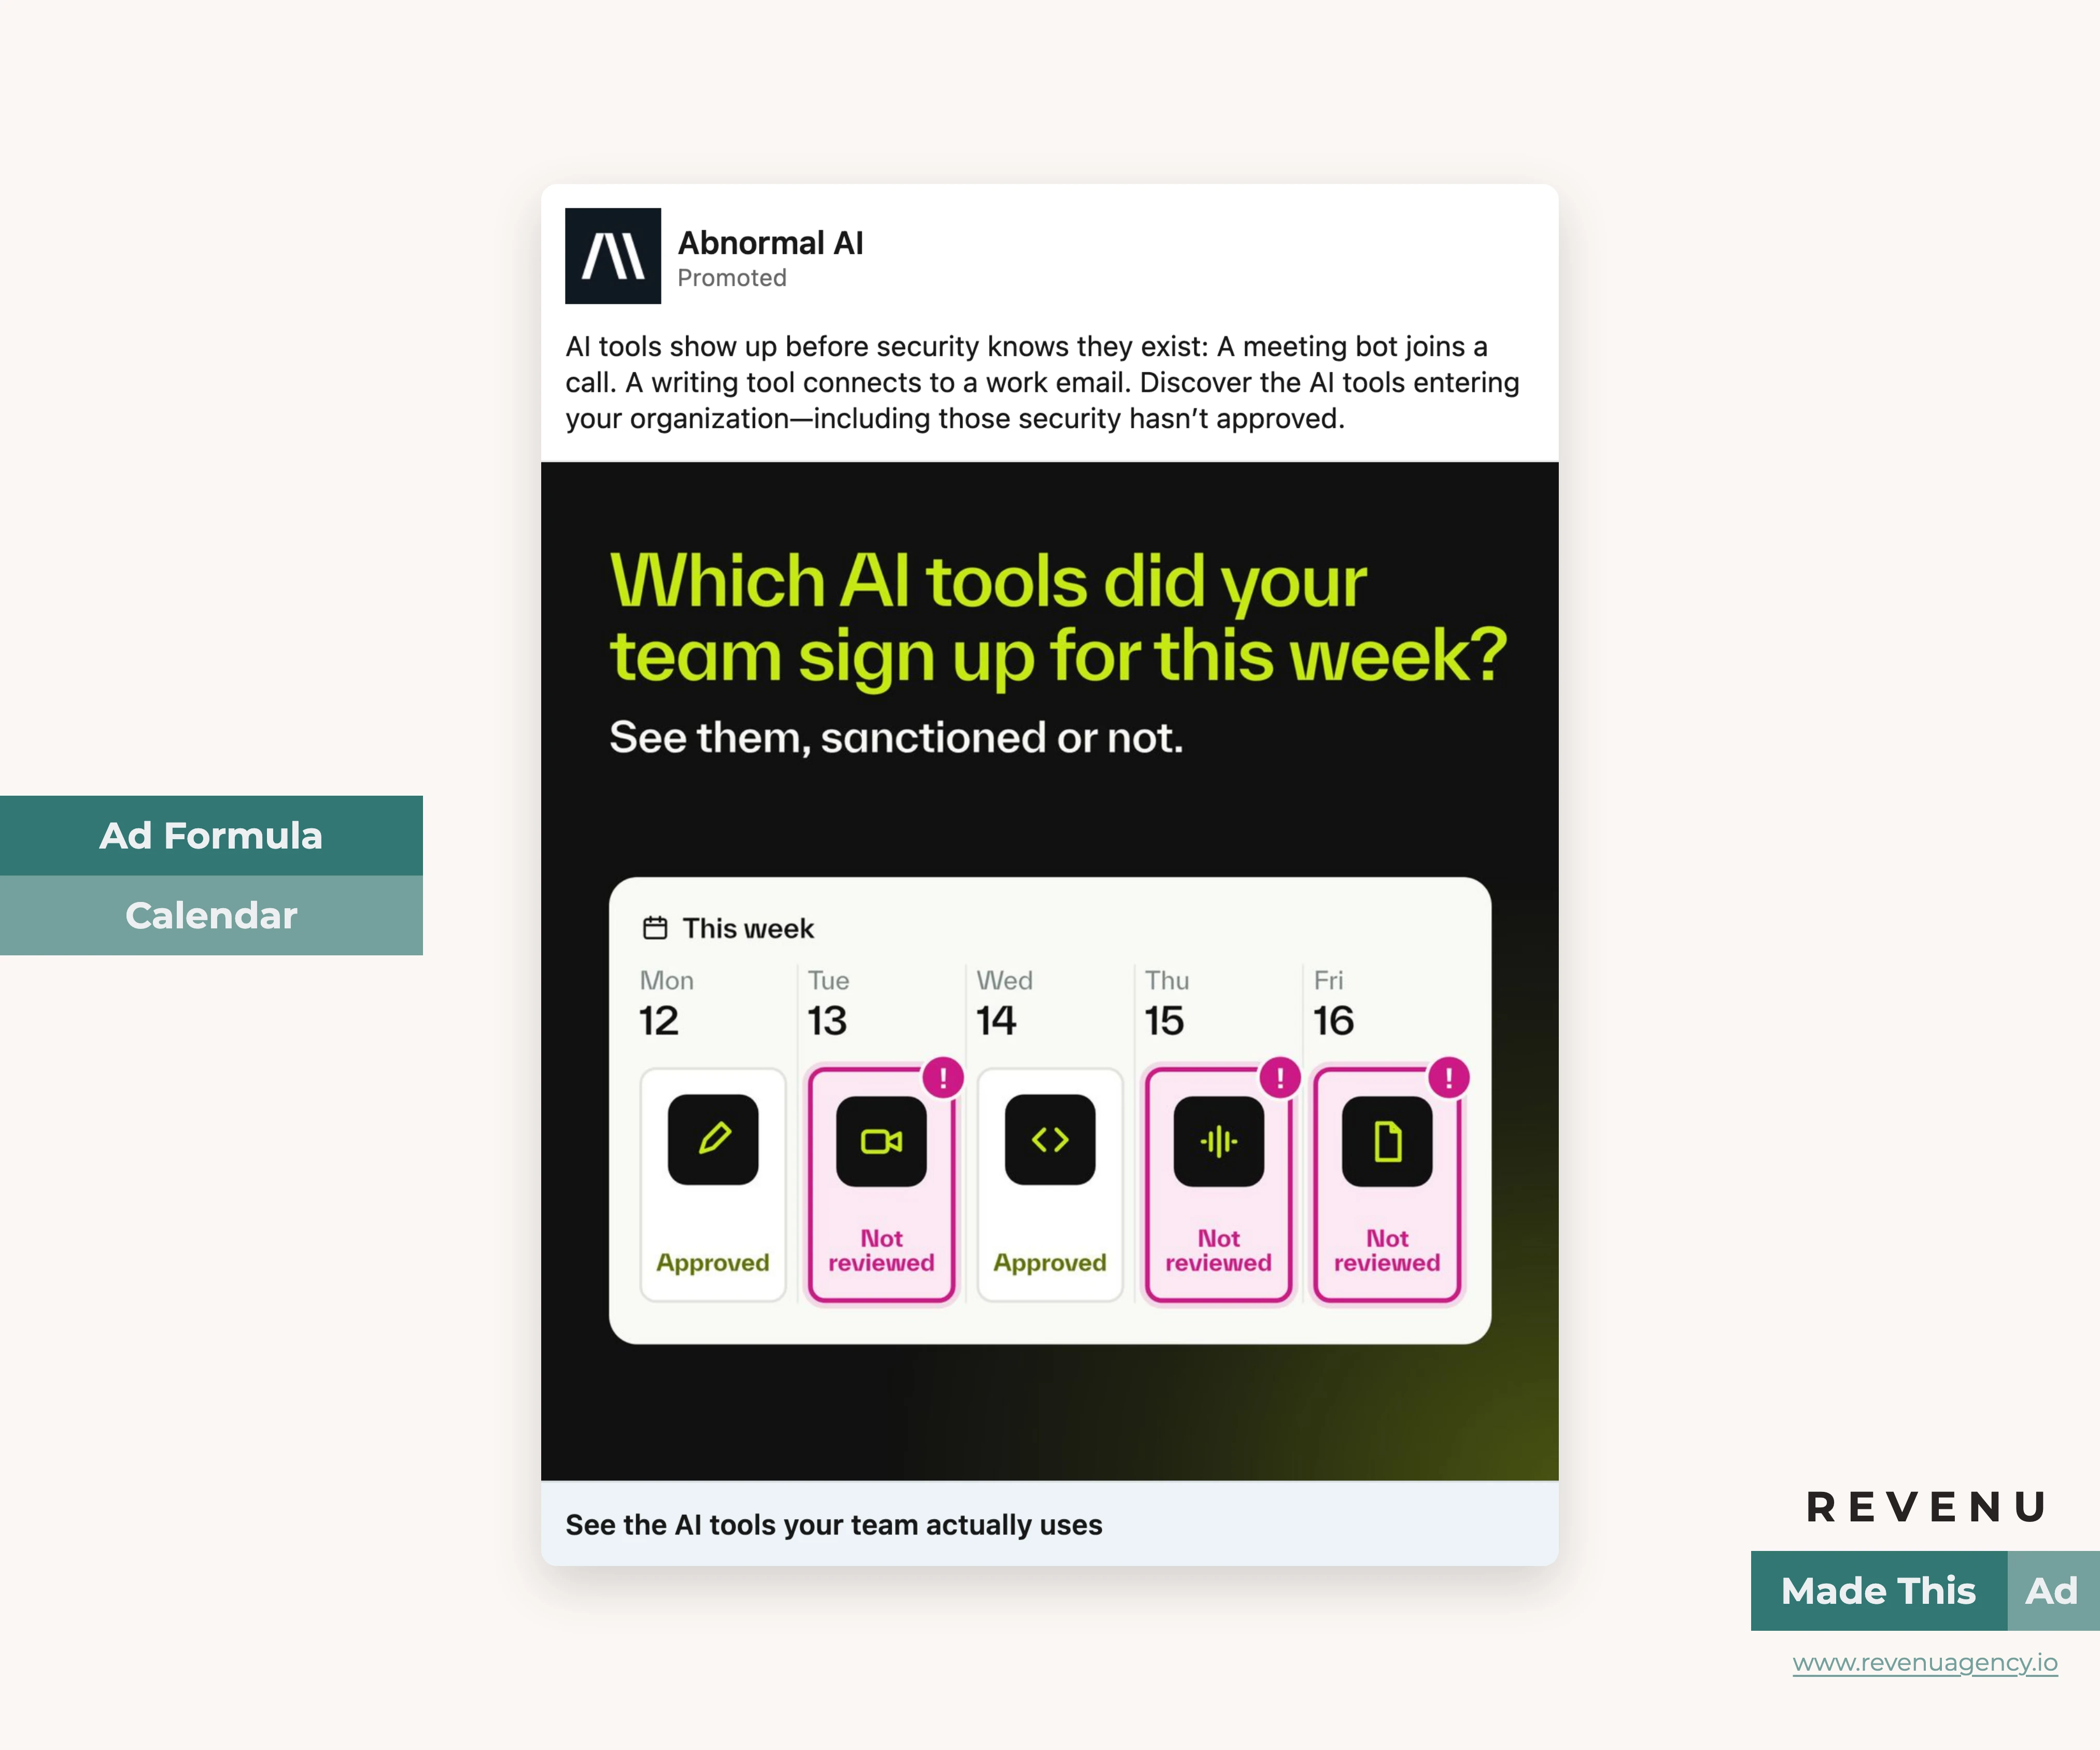 Abnormal AI
Promoted
AI tools show up before security knows they exist: A meeting bot joins a
call. A writing tool connects to a work email. Discover the AI tools entering
your organization—including those security hasn’t approved.
Which AI tools did your
team sign up for this week?
See them, sanctioned or not.
Ad Formula
Calendar
This week
Mon Tue Wed Thu Fri
12 13 14 15 16
! ! !
Approved Not reviewed Approved Not reviewed Not reviewed
See the AI tools your team actually uses
REVENU
Made This Ad
www.revenuagency.io